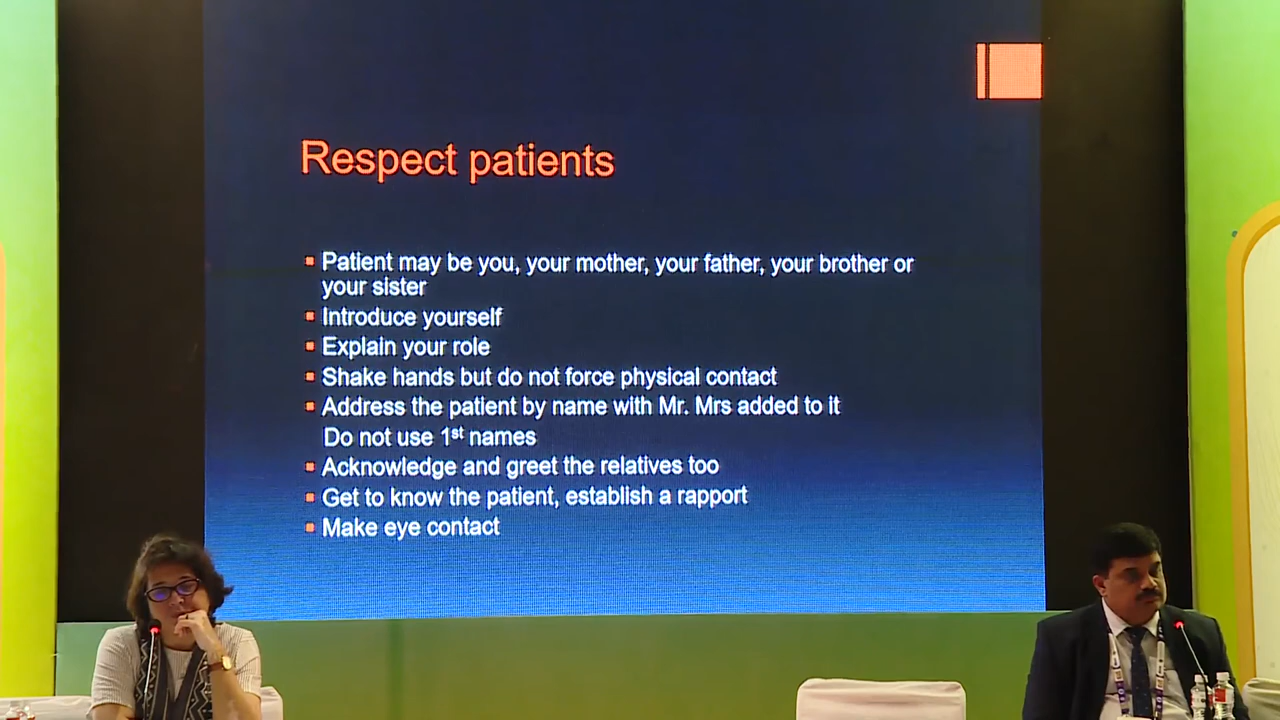 Respect patients
Patient may be you, your mother, your father, your brother or
your sister
Introduce yourself
Explain your role
Shake hands but do not force physical contact
Address the patient by name with Mr. Mrs added to it
Do not use 1st names
Acknowledge and greet the relatives too
Get to know the patient, establish a rapport
Make eye contact